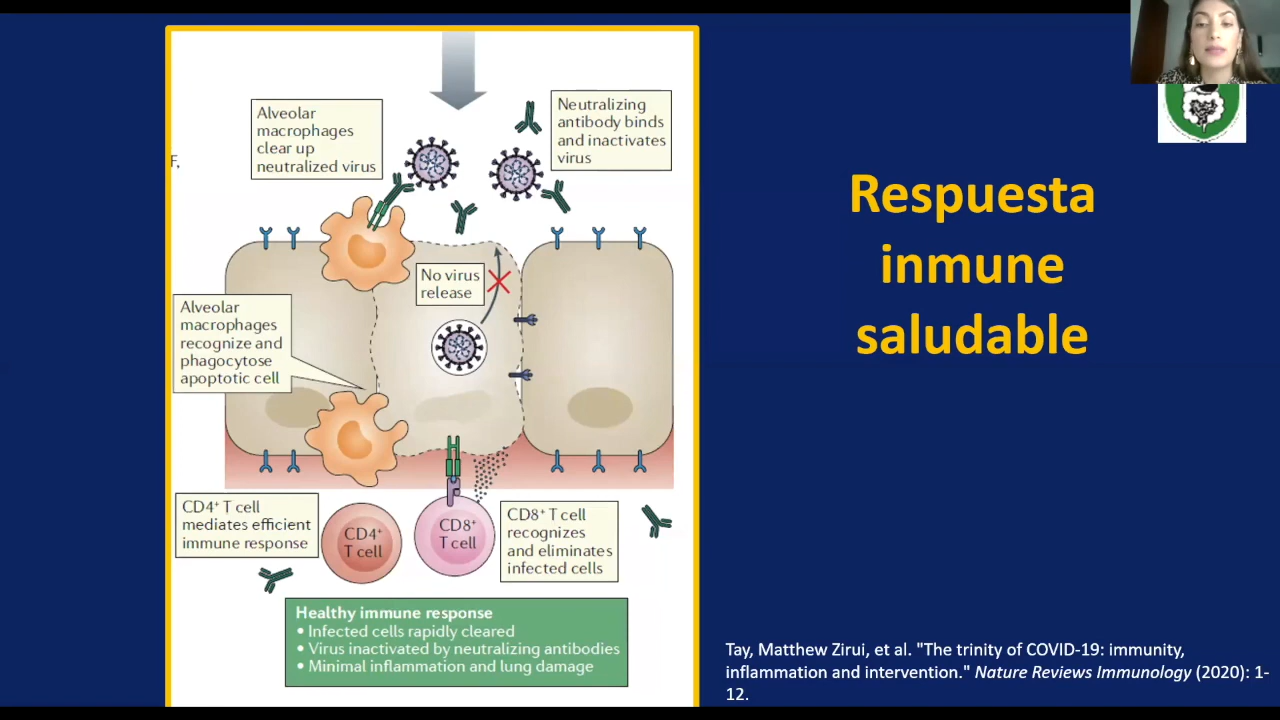 Alveolar
macrophages
clear up
neutralized virus
Neutralizing
antibody binds
and inactivates
virus
F,
No virus
release
Alveolar
macrophages
recognize and
phagocytose
apoptotic cell
CD4⁺ T cell
mediates efficient
immune response
CD4⁺
T cell
CD8⁺
T cell
CD8⁺ T cell
recognizes
and eliminates
infected cells
Healthy immune response
• Infected cells rapidly cleared
• Virus inactivated by neutralizing antibodies
• Minimal inflammation and lung damage
Respuesta
inmune
saludable
Tay, Matthew Zirui, et al. "The trinity of COVID-19: immunity,
inflammation and intervention." Nature Reviews Immunology (2020): 1-
12.